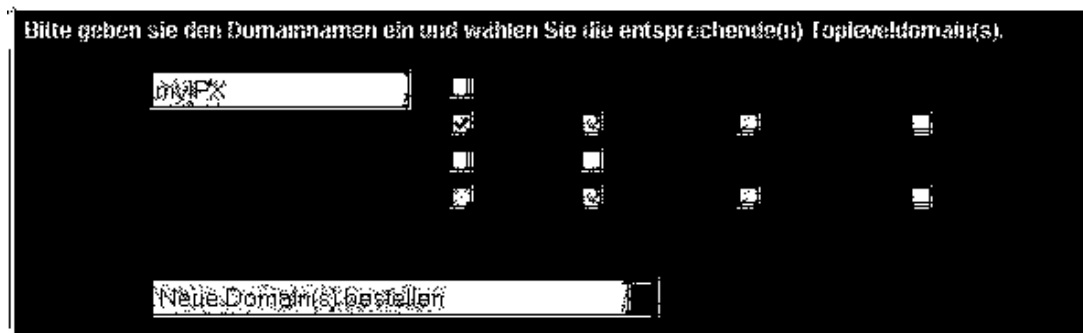 Bitte geben sie den Domainnamen ein und wählen Sie die entsprechende(n) Topleveldomain(s).
myIPX
Neue Domain(s) bestellen